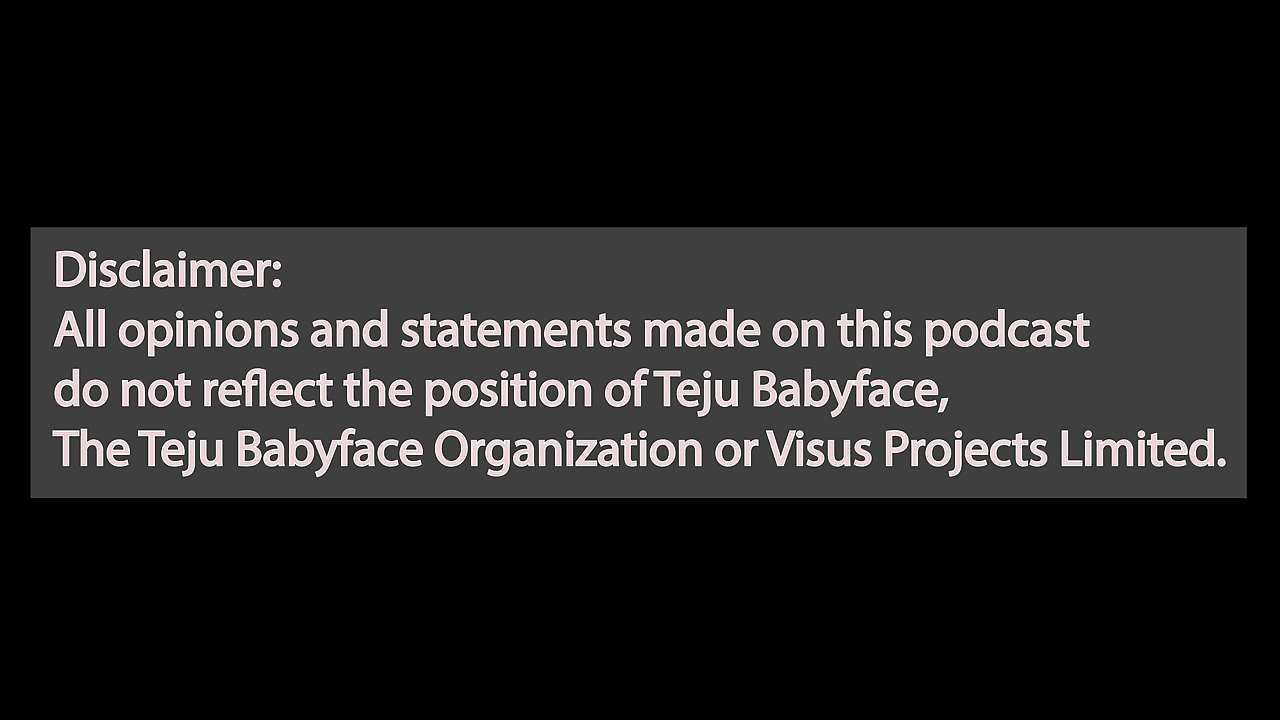 Disclaimer:
All opinions and statements made on this podcast
do not reflect the position of Teju Babyface,
The Teju Babyface Organization or Visus Projects Limited.